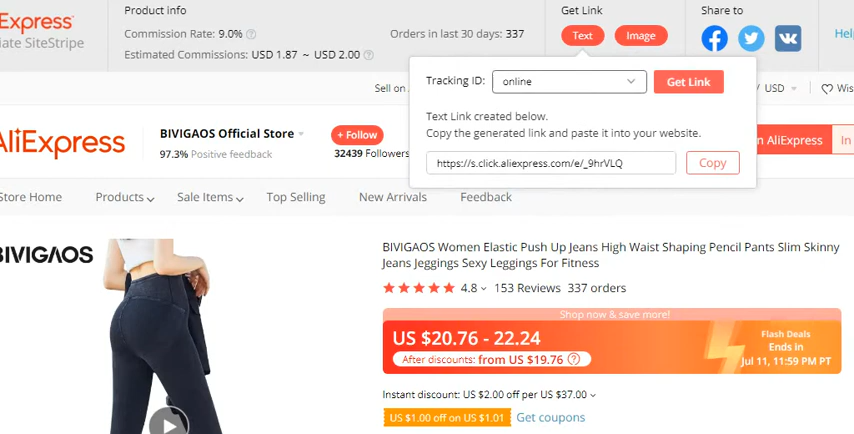 Express®
iate SiteStripe
Product info
Commission Rate: 9.0% ?
Orders in last 30 days: 337
Estimated Commissions: USD 1.87 ~ USD 2.00 ?
Get Link
Text
Image
Share to
Help
Tracking ID:
online
Get Link
Text Link created below.
Copy the generated link and paste it into your website.
https://s.click.aliexpress.com/e/_9hrVLQ
Copy
Sell on
/ USD
Wis
AliExpress
BIVIGAOS Official Store
97.3% Positive feedback
+ Follow
32439 Followers
n AliExpress
In
Store Home
Products
Sale Items
Top Selling
New Arrivals
Feedback
BIVIGAOS
BIVIGAOS Women Elastic Push Up Jeans High Waist Shaping Pencil Pants Slim Skinny
Jeans Jeggings Sexy Leggings For Fitness
4.8
153 Reviews
337 orders
Shop now & save more!
US $20.76 - 22.24
After discounts: from US $19.76 ?
Flash Deals
Ends in
Jul 11, 11:59 PM PT
Instant discount: US $2.00 off per US $37.00
US $1.00 off on US $1.01
Get coupons